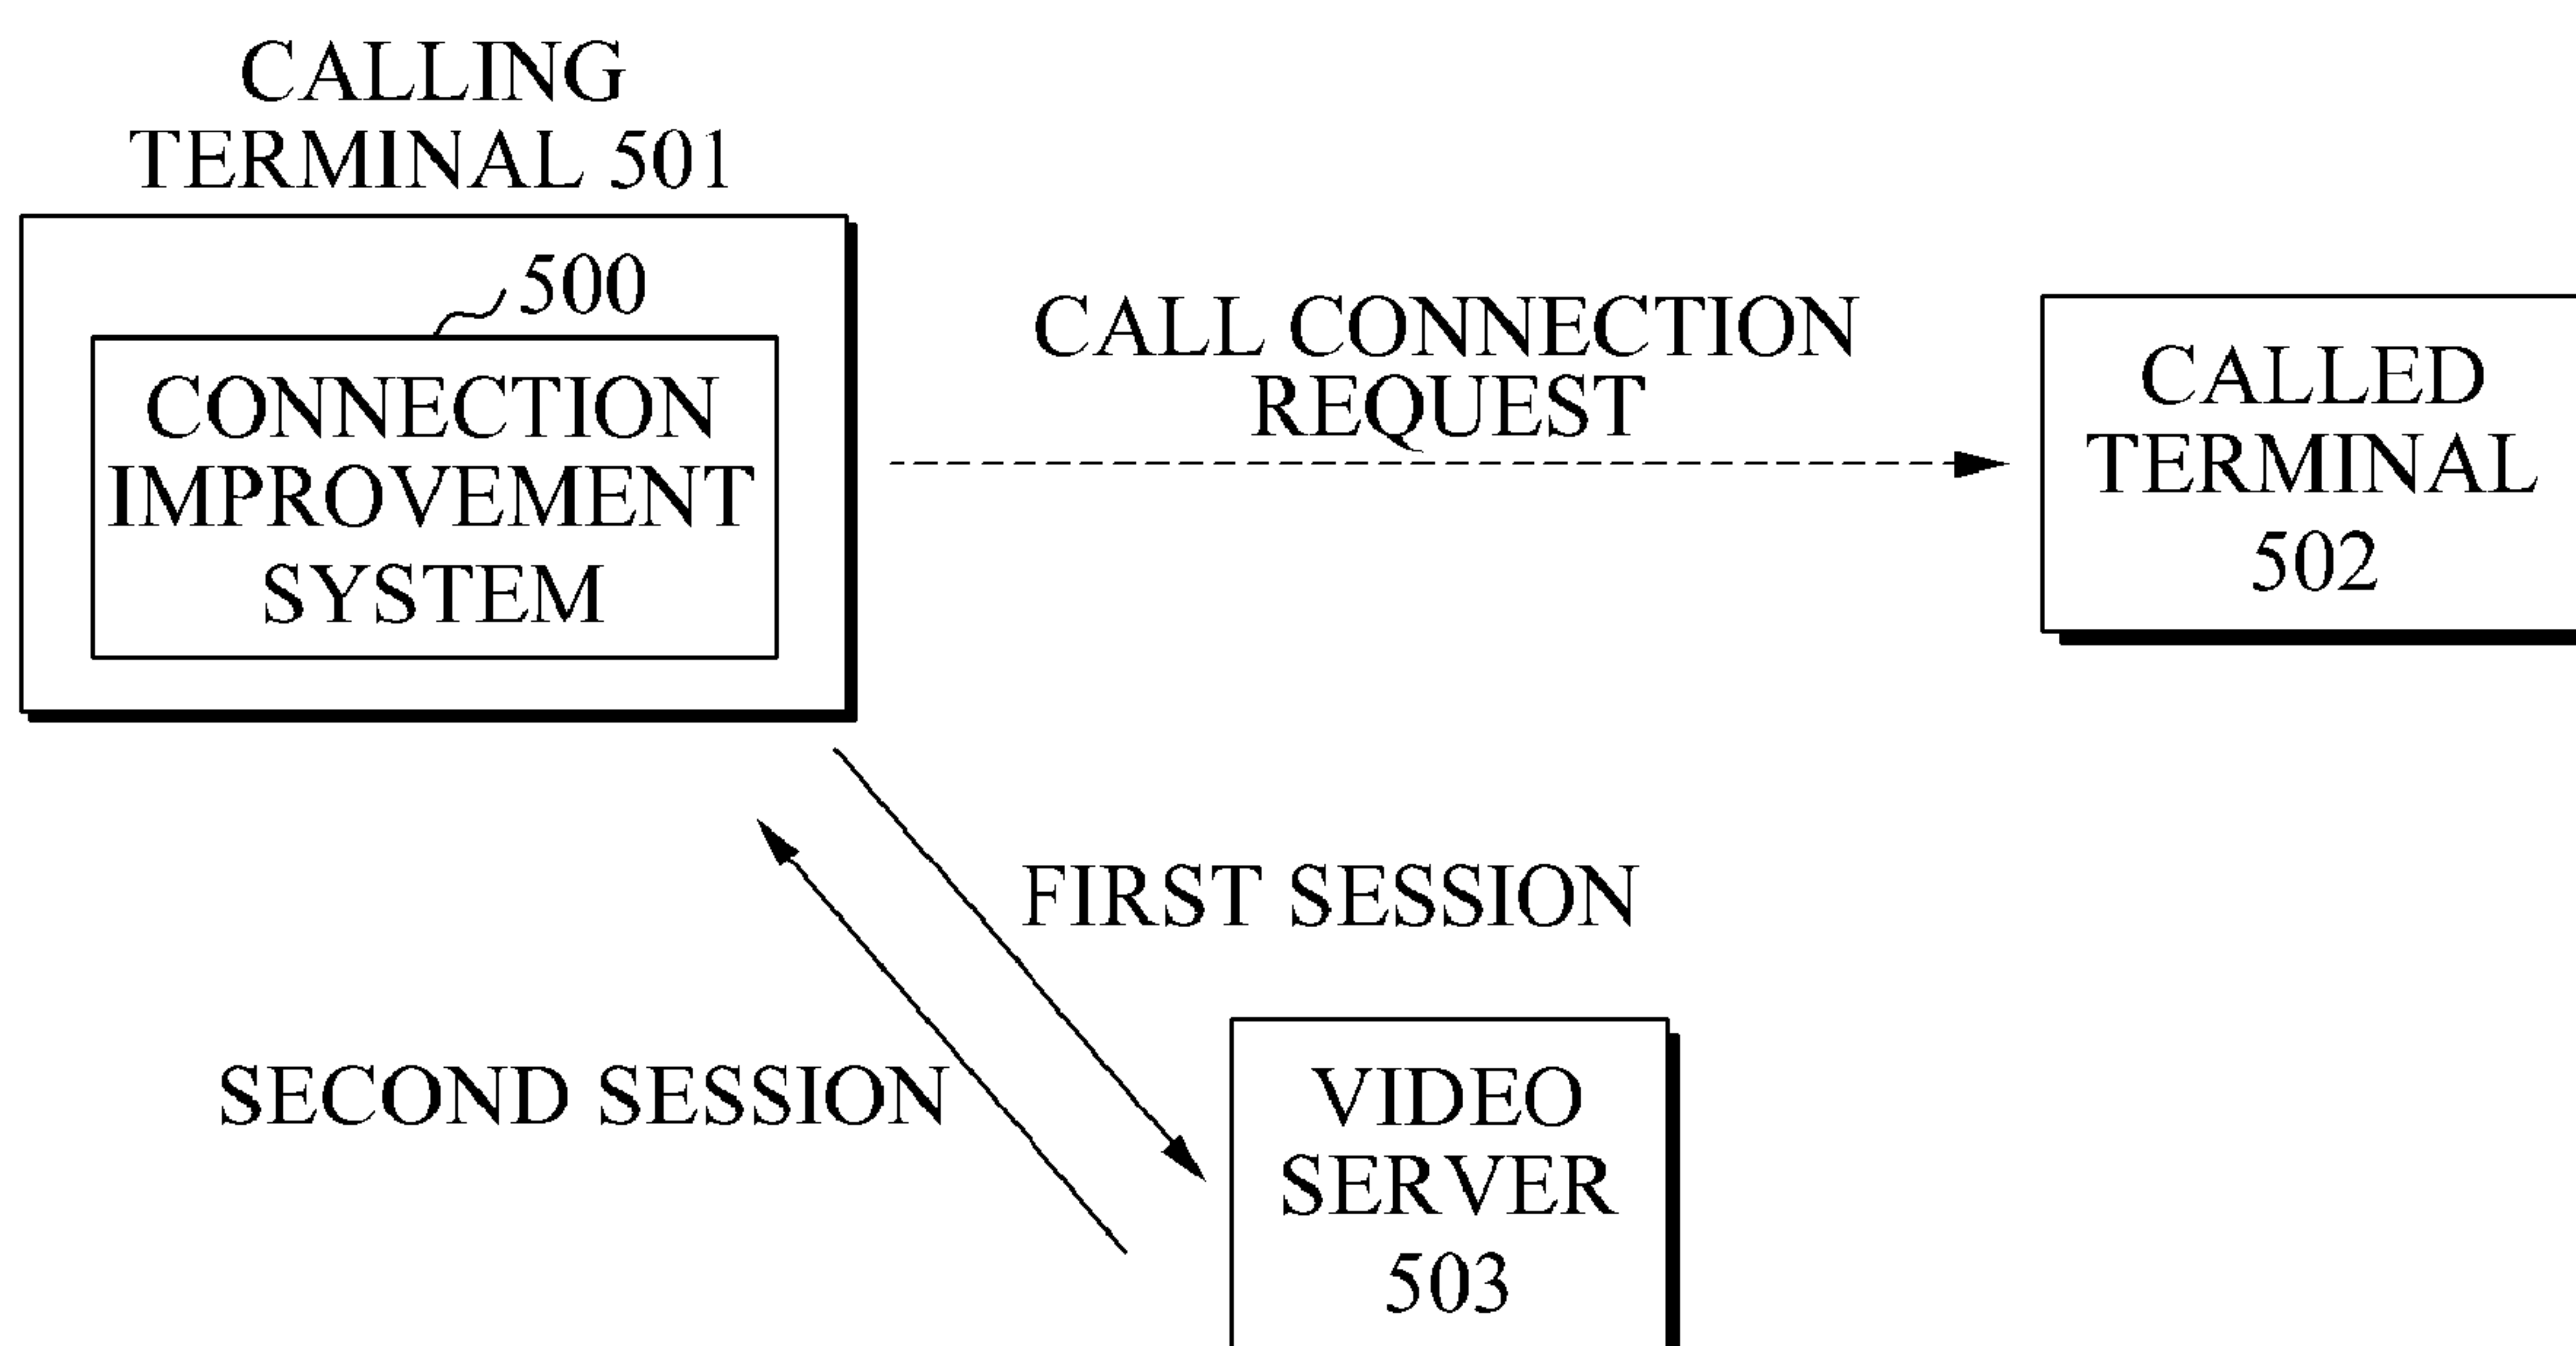 CALLING
TERMINAL 501
500
CONNECTION
IMPROVEMENT
SYSTEM
CALL CONNECTION
REQUEST
CALLED
TERMINAL
502
FIRST SESSION
SECOND SESSION
VIDEO
SERVER
503